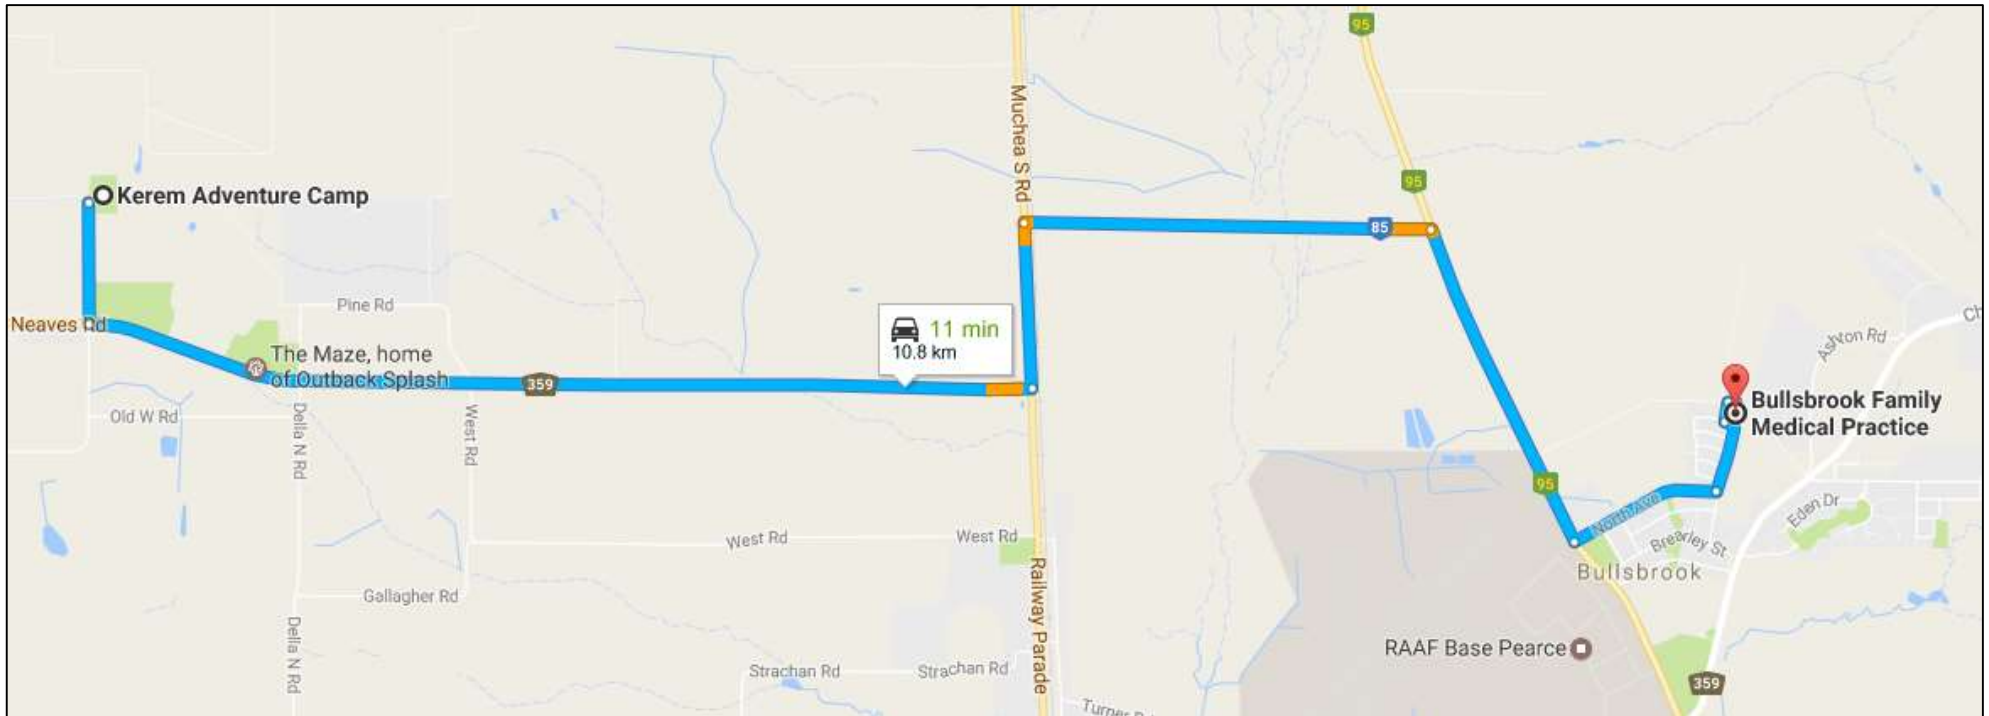 95
Muchea S Rd
95
Kerem Adventure Camp
85
Pine Rd
Neaves Rd
11 min
10.8 km
Ashton Rd
The Maze, home
of Outback Splash
359
Bullsbrook Family
Medical Practice
Old W Rd
Della N Rd
West Rd
95
North Ave
Eden Dr
Brearley St
West Rd
West Rd
Bullsbrook
Railway Parade
Gallagher Rd
Della N Rd
RAAF Base Pearce
Strachan Rd
Strachan Rd
359